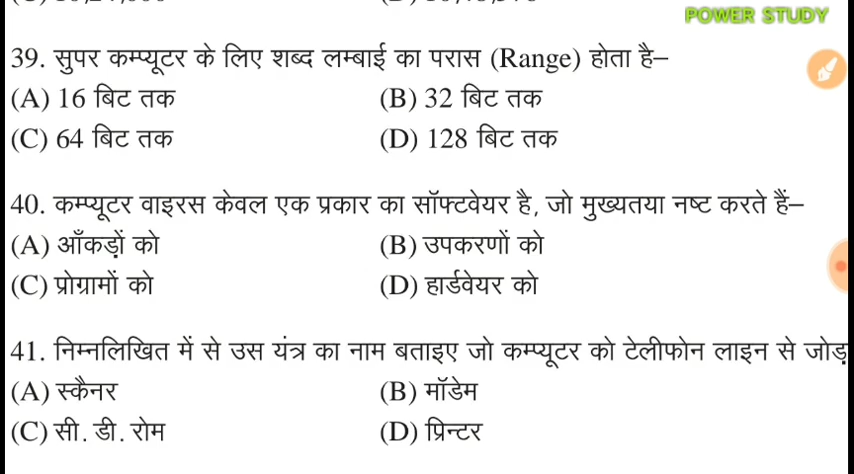 POWER STUDY
39. सुपर कम्प्यूटर के लिए शब्द लम्बाई का परास (Range) होता है–
(A) 16 बिट तक (B) 32 बिट तक
(C) 64 बिट तक (D) 128 बिट तक
40. कम्प्यूटर वाइरस केवल एक प्रकार का सॉफ्टवेयर है, जो मुख्यतया नष्ट करते हैं–
(A) आँकड़ों को (B) उपकरणों को
(C) प्रोग्रामों को (D) हार्डवेयर को
41. निम्नलिखित में से उस यंत्र का नाम बताइए जो कम्प्यूटर को टेलीफोन लाइन से जोड़
(A) स्कैनर (B) मॉडेम
(C) सी. डी. रोम (D) प्रिन्टर